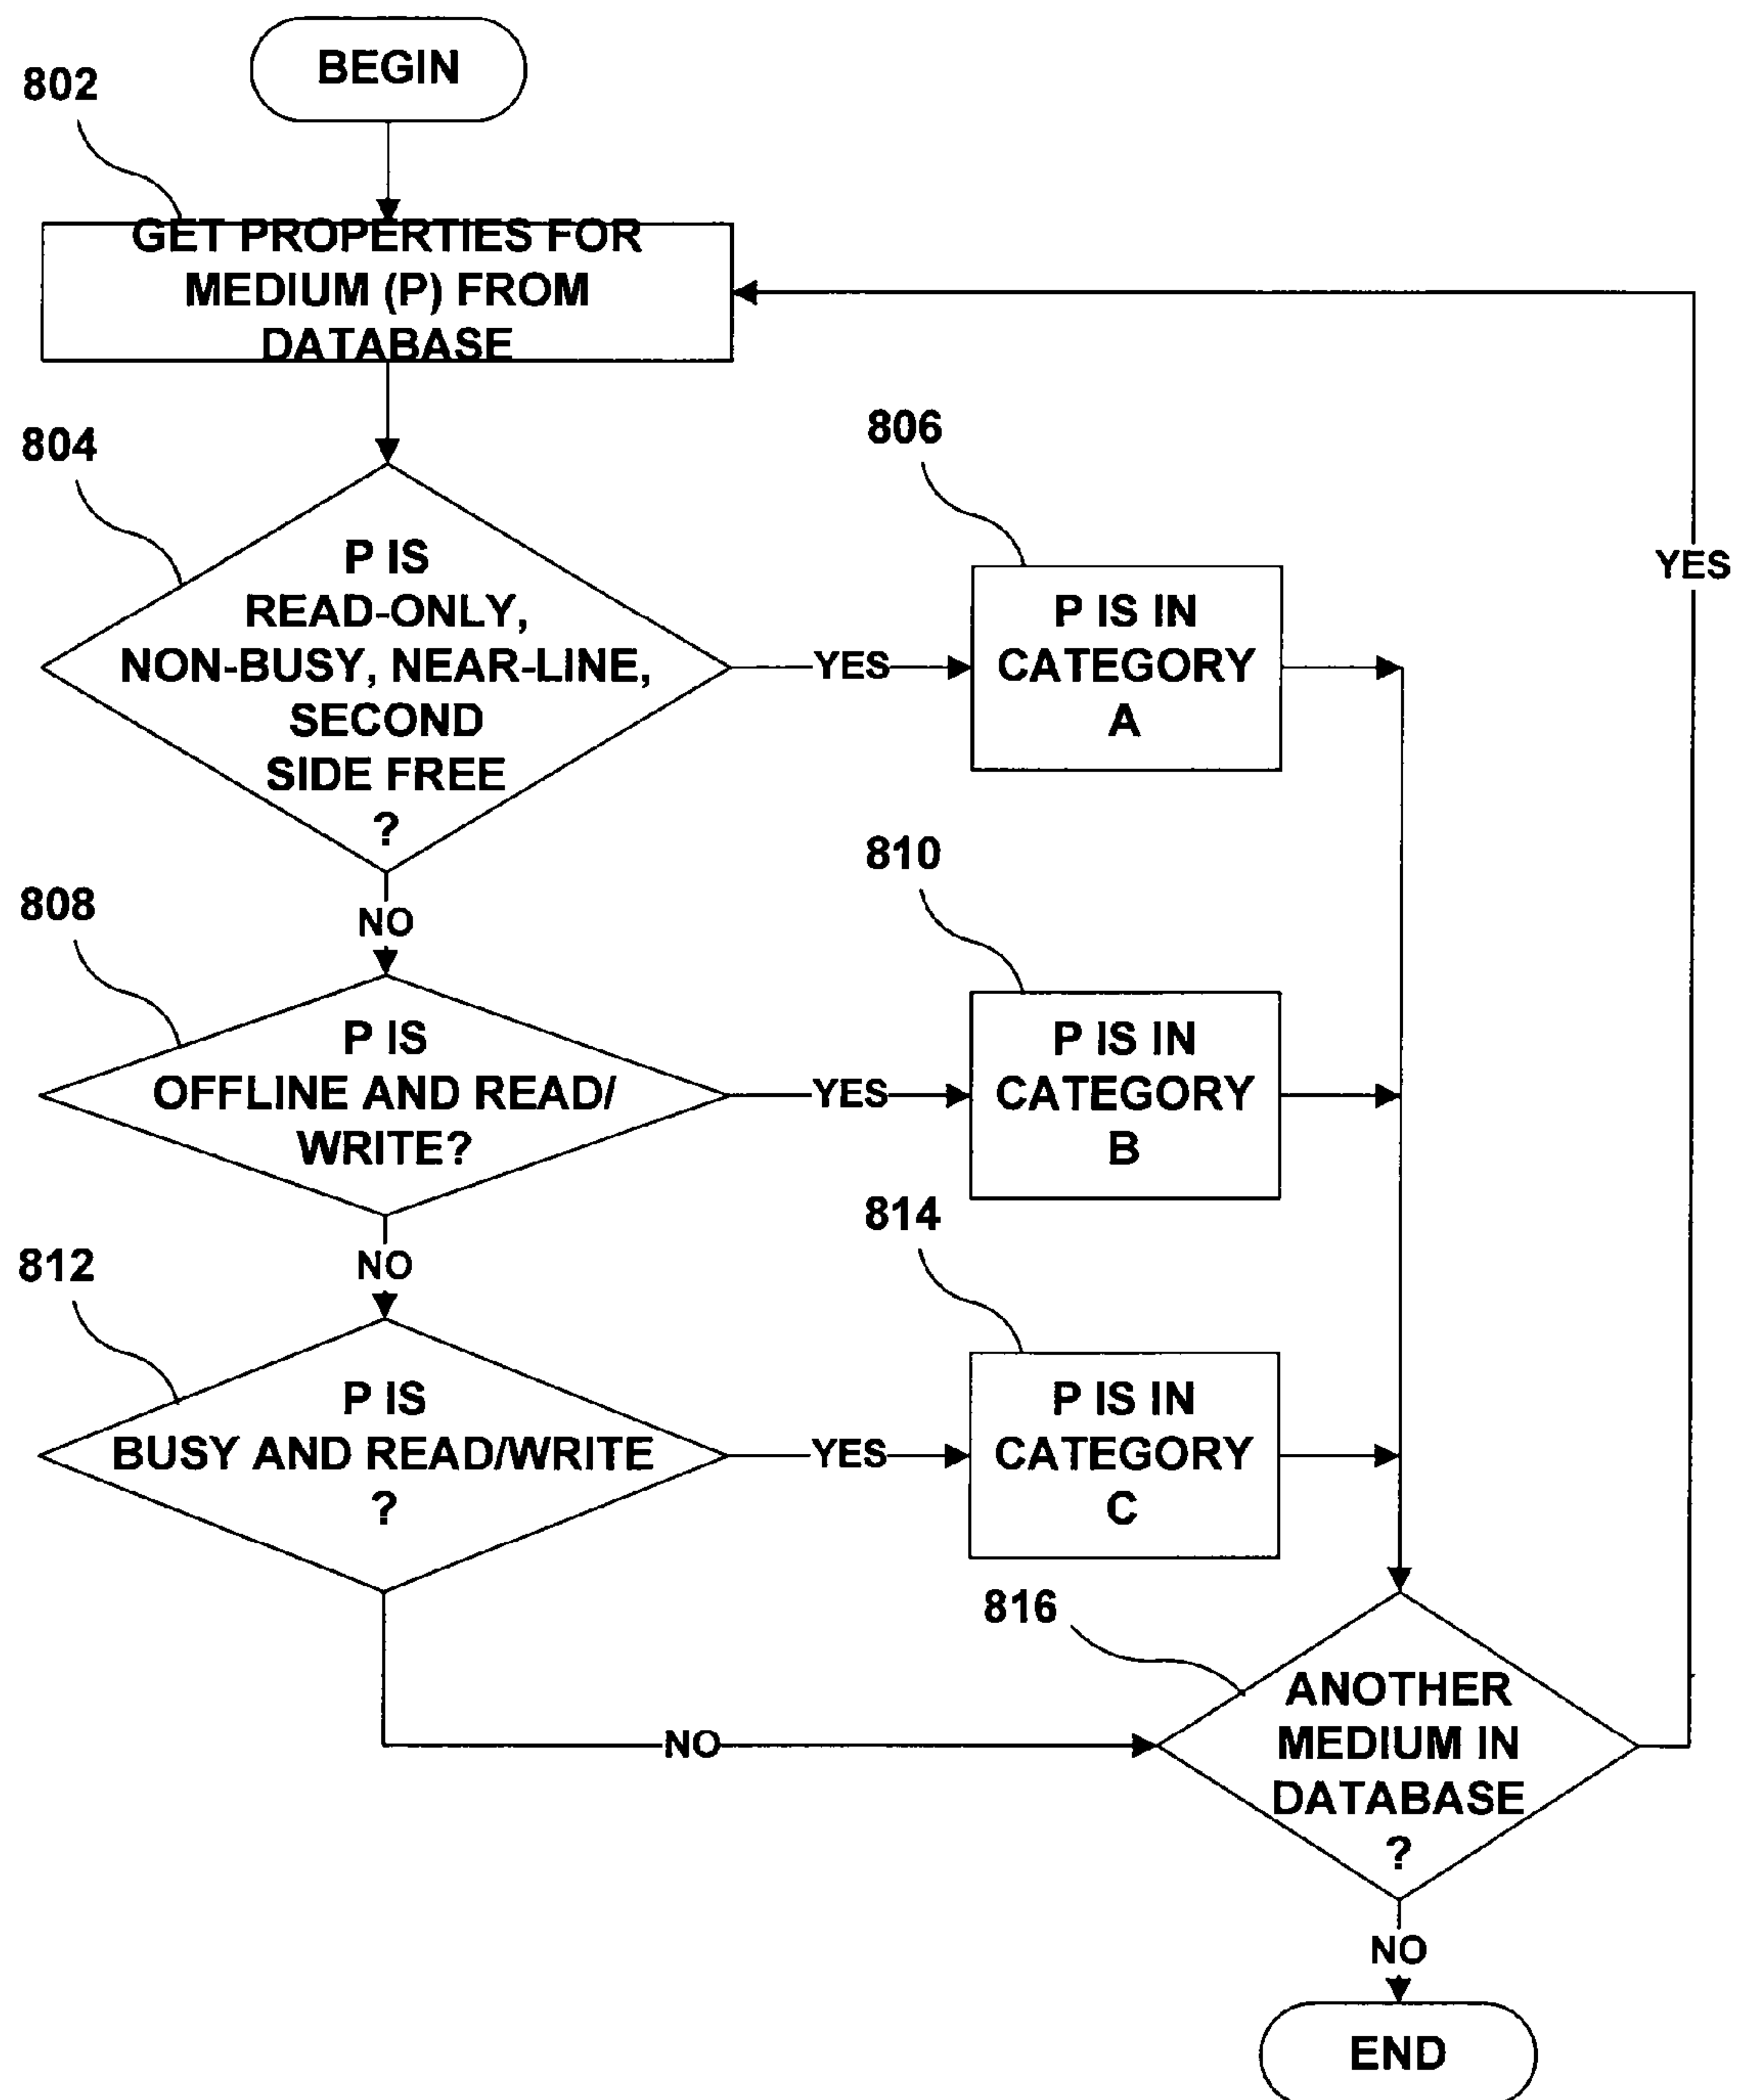 BEGIN
802
GET PROPERTIES FOR
MEDIUM (P) FROM
DATABASE
804
P IS
READ-ONLY,
NON-BUSY, NEAR-LINE,
SECOND
SIDE FREE
?
YES
806
P IS IN
CATEGORY
A
YES
NO
808
P IS
OFFLINE AND READ/
WRITE?
YES
810
P IS IN
CATEGORY
B
NO
812
P IS
BUSY AND READ/WRITE
?
YES
814
P IS IN
CATEGORY
C
NO
816
ANOTHER
MEDIUM IN
DATABASE
?
NO
END